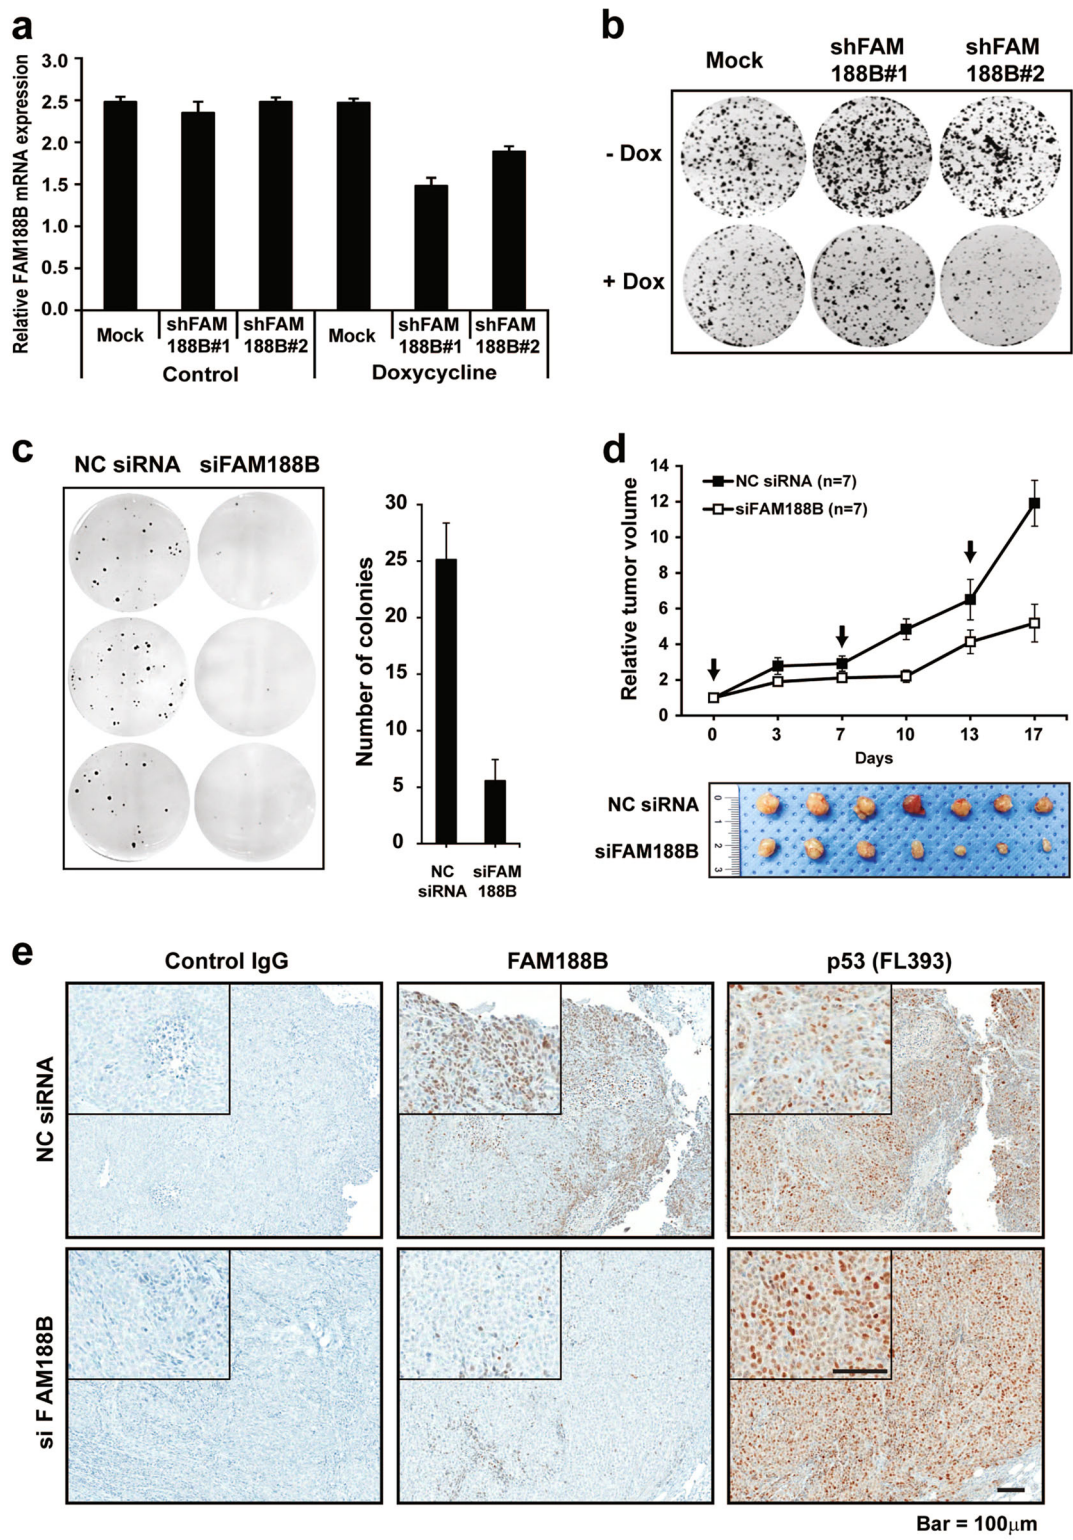 a
Relative FAM188B mRNA expression
3.0
2.5
2.0
1.5
1.0
0.5
0.0
Mock
shFAM
188B#1
shFAM
188B#2
Mock
shFAM
188B#1
shFAM
188B#2
Control
Doxycycline
b
Mock
shFAM
188B#1
shFAM
188B#2
- Dox
+ Dox
c
NC siRNA
siFAM188B
Number of colonies
30
25
20
15
10
5
0
NC
siRNA
siFAM
188B
d
Relative tumor volume
14
12
10
8
6
4
2
0
NC siRNA (n=7)
siFAM188B (n=7)
0
3
7
10
13
17
Days
NC siRNA
siFAM188B
0
1
2
3
e
Control IgG
FAM188B
p53 (FL393)
NC siRNA
si F AM188B
Bar = 100μm